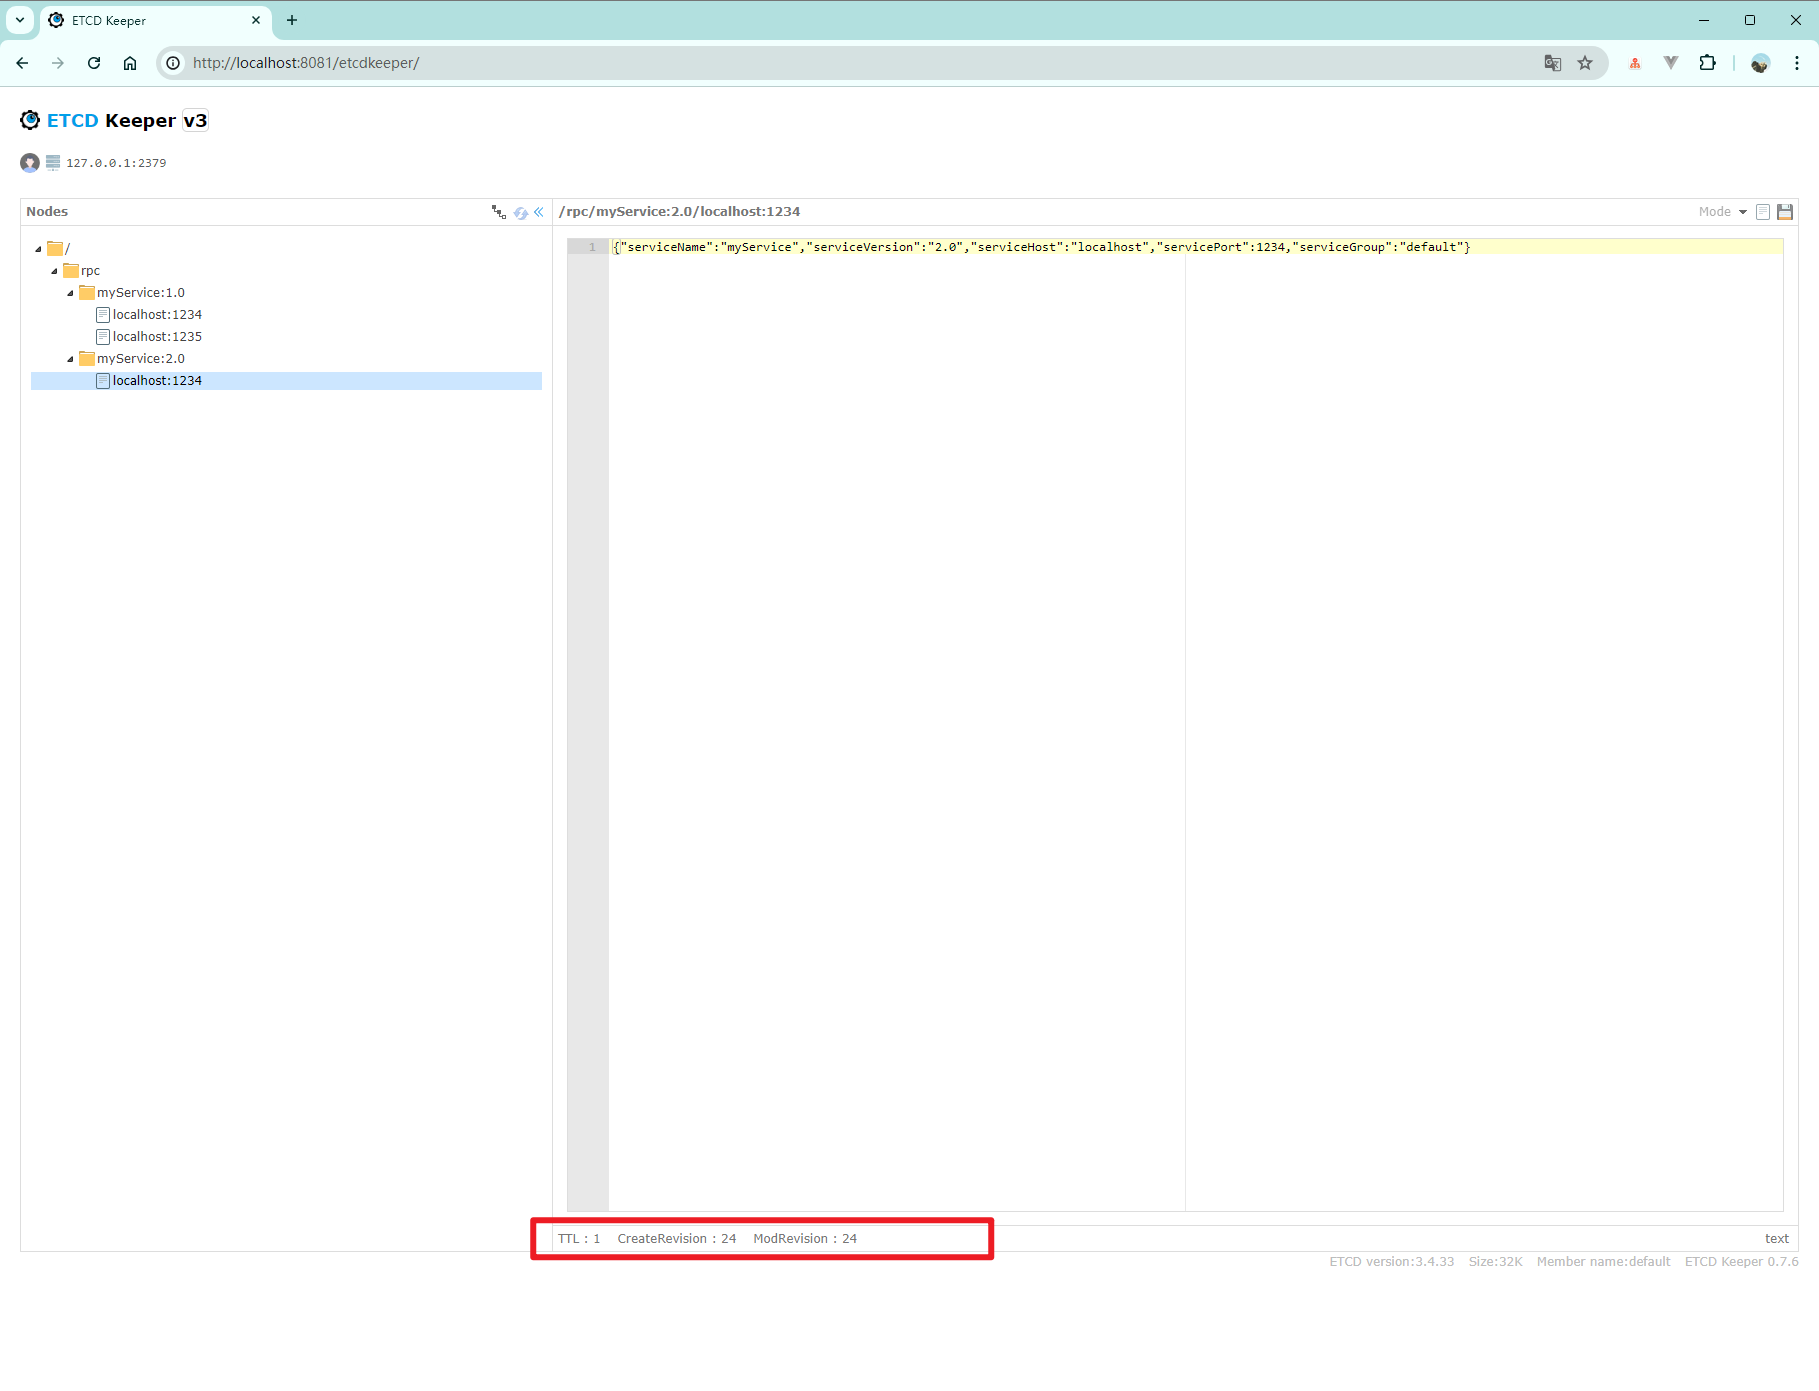 ETCD Keeper
http://localhost:8081/etcdkeeper/
ETCD Keeper v3
127.0.0.1:2379
Nodes
/rpc/myService:2.0/localhost:1234
Mode
/
rpc
myService:1.0
localhost:1234
localhost:1235
myService:2.0
localhost:1234
1
{"serviceName":"myService","serviceVersion":"2.0","serviceHost":"localhost","servicePort":1234,"serviceGroup":"default"}
TTL : 1 CreateRevision : 24 ModRevision : 24
text
ETCD version:3.4.33 Size:32K Member name:default ETCD Keeper 0.7.6